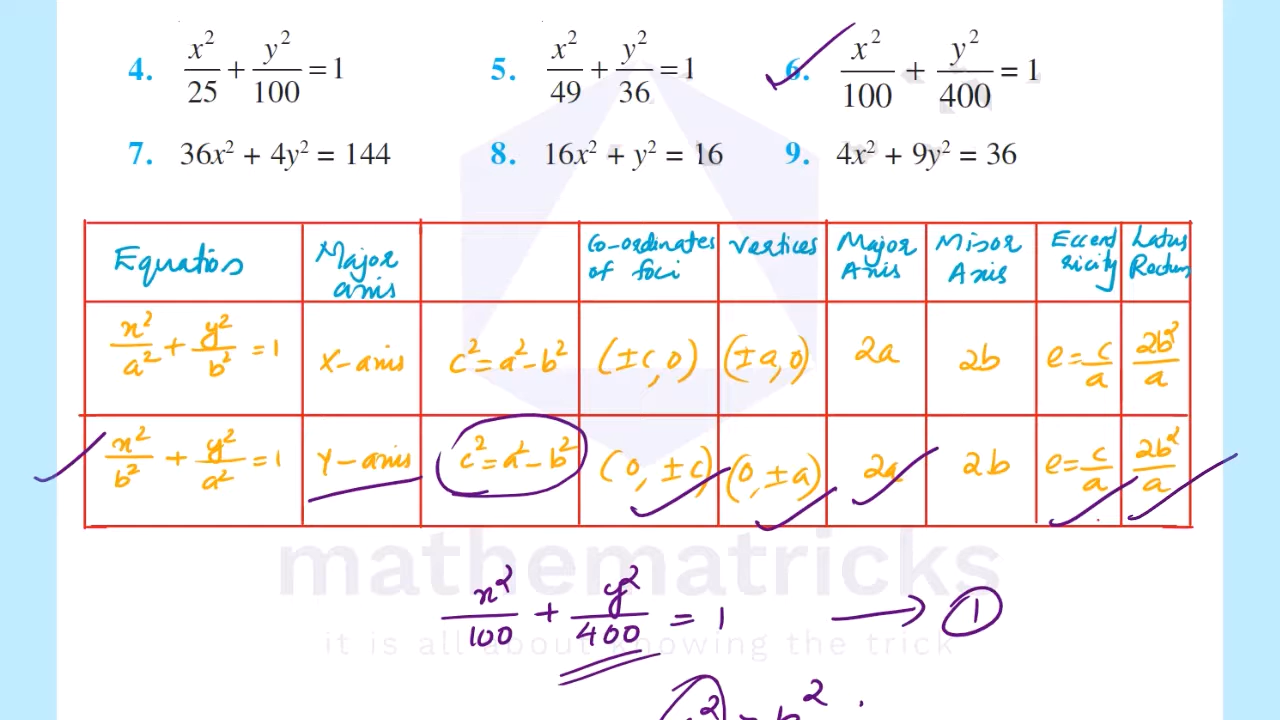 4. x²/25 + y²/100 = 1 5. x²/49 + y²/36 = 1 6. x²/100 + y²/400 = 1
7. 36x² + 4y² = 144 8. 16x² + y² = 16 9. 4x² + 9y² = 36
Equation Major axis Co-ordinates of foci Vertices Major Axis Minor Axis Eccentricity Latus Rectum
x²/a² + y²/b² = 1 X-axis c² = a² - b² (±c, 0) (±a, 0) 2a 2b e = c/a 2b²/a
x²/b² + y²/a² = 1 Y-axis c² = a² - b² (0, ±c) (0, ±a) 2a 2b e = c/a 2b²/a
mathematricks
x²/100 + y²/400 = 1 → 1
it is all about knowing the trick